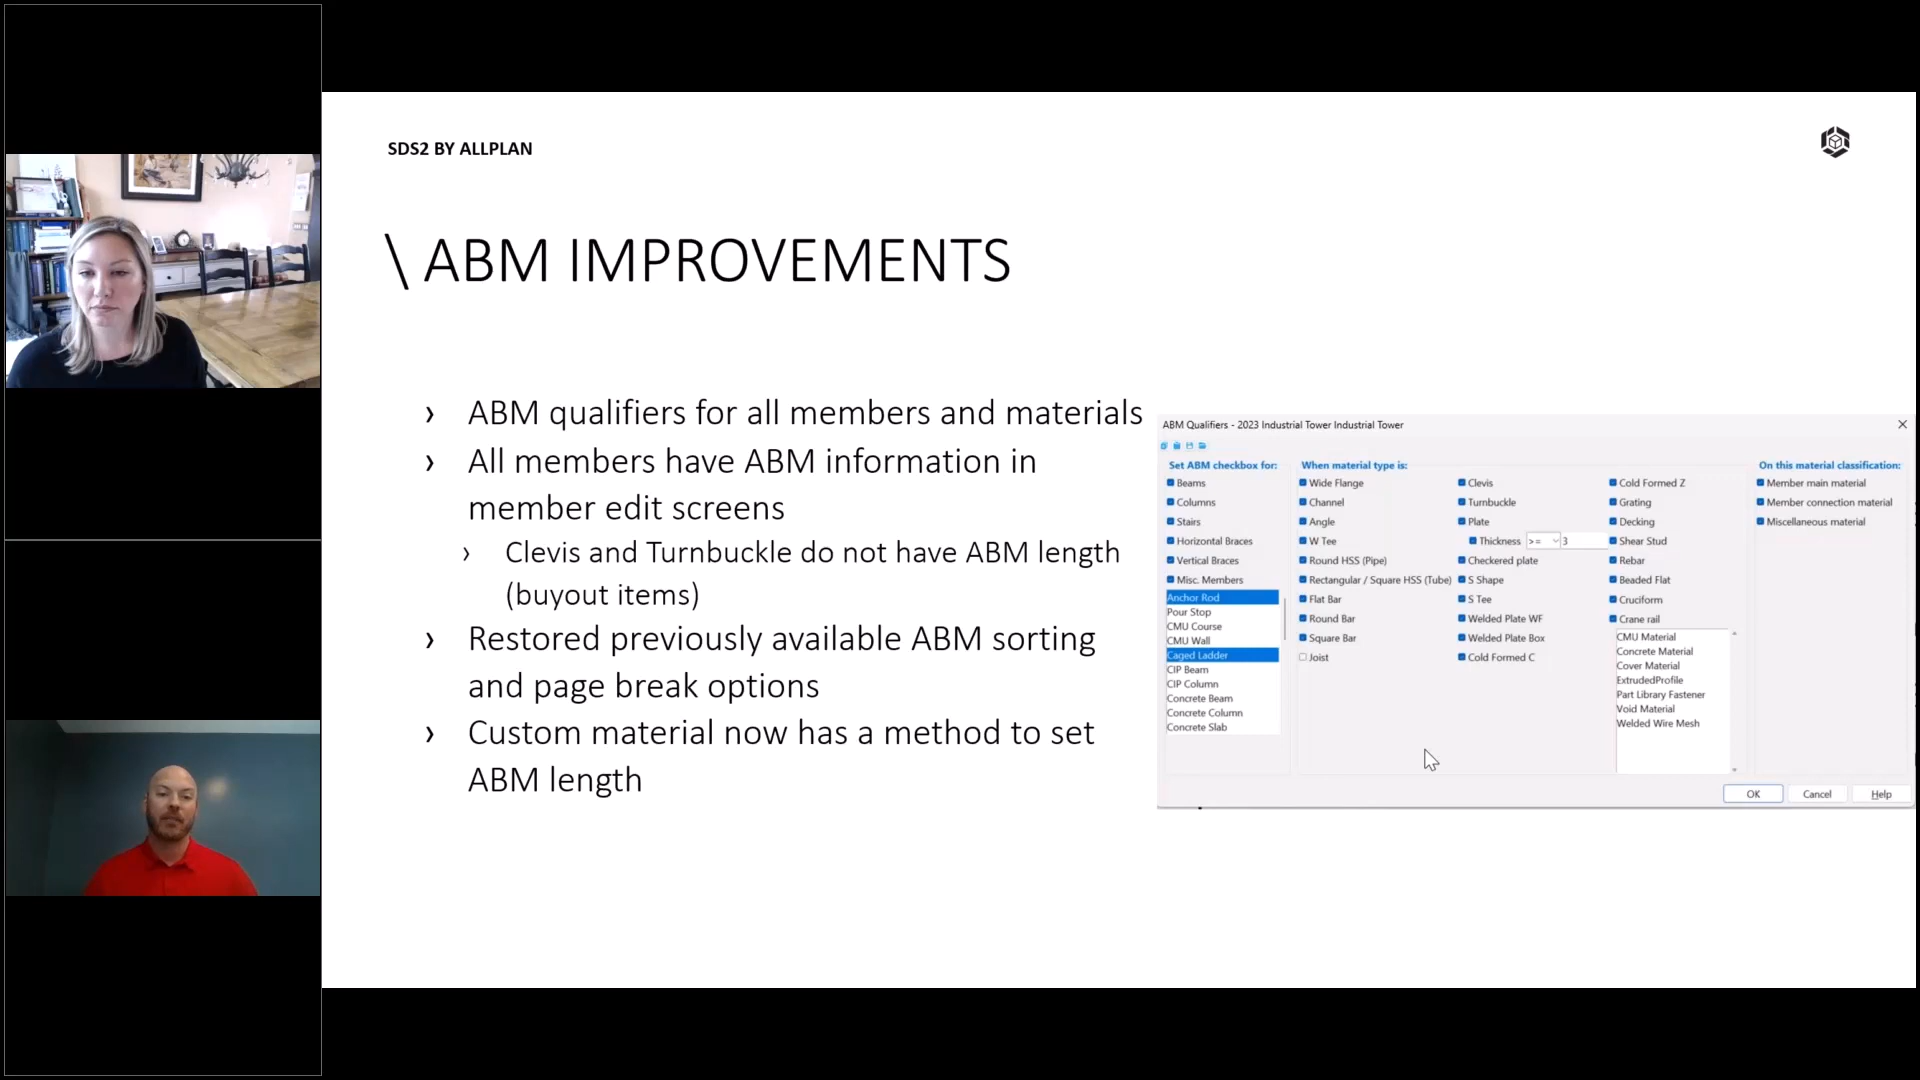 SDS2 BY ALLPLAN
\ ABM IMPROVEMENTS
› ABM qualifiers for all members and materials
› All members have ABM information in
member edit screens
› Clevis and Turnbuckle do not have ABM length
(buyout items)
› Restored previously available ABM sorting
and page break options
› Custom material now has a method to set
ABM length
ABM Qualifiers - 2023 Industrial Tower Industrial Tower
Set ABM checkbox for:
Beams
Columns
Stairs
Horizontal Braces
Vertical Braces
Misc. Members
Anchor Rod
Pour Stop
CMU Course
CMU Wall
Caged Ladder
CIP Beam
CIP Column
Concrete Beam
Concrete Column
Concrete Slab
When material type is:
Wide Flange
Channel
Angle
W Tee
Round HSS (Pipe)
Rectangular / Square HSS (Tube)
Flat Bar
Round Bar
Square Bar
Joist
Clevis
Turnbuckle
Plate
Thickness >= 3
Checkered plate
S Shape
S Tee
Welded Plate WF
Welded Plate Box
Cold Formed C
Cold Formed Z
Grating
Decking
Shear Stud
Rebar
Beaded Flat
Cruciform
Crane rail
CMU Material
Concrete Material
Cover Material
ExtrudedProfile
Part Library Fastener
Void Material
Welded Wire Mesh
On this material classification:
Member main material
Member connection material
Miscellaneous material
OK Cancel Help